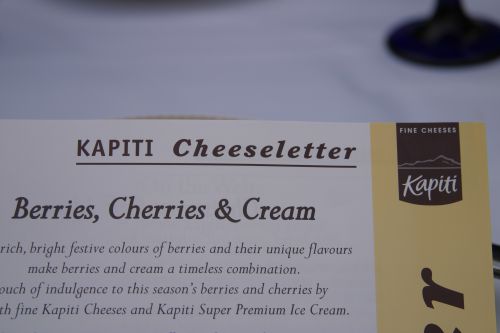 KAPITI Cheeseletter
FINE CHEESES
Kapiti
Berries, Cherries & Cream
rich, bright festive colours of berries and their unique flavours
make berries and cream a timeless combination.
ouch of indulgence to this season's berries and cherries by
th fine Kapiti Cheeses and Kapiti Super Premium Ice Cream.
er